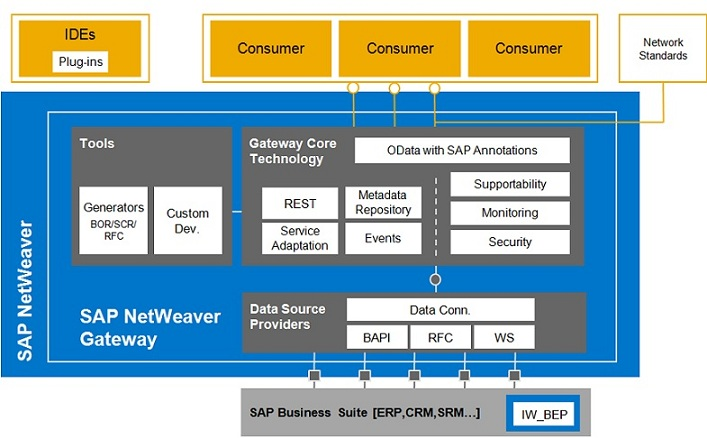 IDEs
Plug-ins
Consumer
Consumer
Consumer
Network
Standards
SAP NetWeaver
Tools
Generators
BOR/SCR/
RFC
Custom
Dev.
Gateway Core
Technology
OData with SAP Annotations
REST
Metadata
Repository
Service
Adaptation
Events
Supportability
Monitoring
Security
SAP NetWeaver
Gateway
Data Source
Providers
Data Conn.
BAPI
RFC
WS
SAP Business Suite [ERP,CRM,SRM...]
IW_BEP